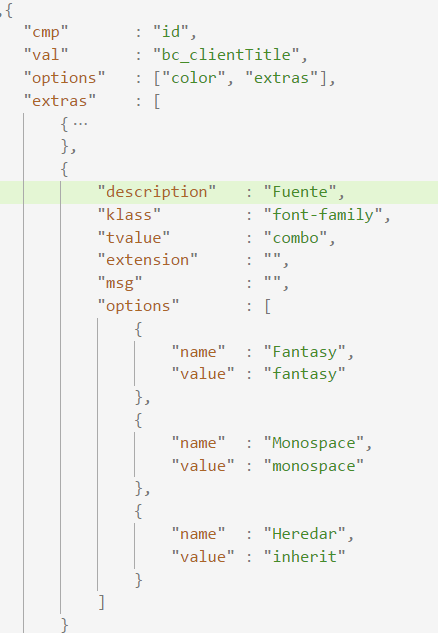 ,{
"cmp" : "id",
"val" : "bc_clientTitle",
"options" : ["color", "extras"],
"extras" : [
{ ...
},
{
"description" : "Fuente",
"klass" : "font-family",
"tvalue" : "combo",
"extension" : "",
"msg" : "",
"options" : [
{
"name" : "Fantasy",
"value" : "fantasy"
},
{
"name" : "Monospace",
"value" : "monospace"
},
{
"name" : "Heredar",
"value" : "inherit"
}
]
}